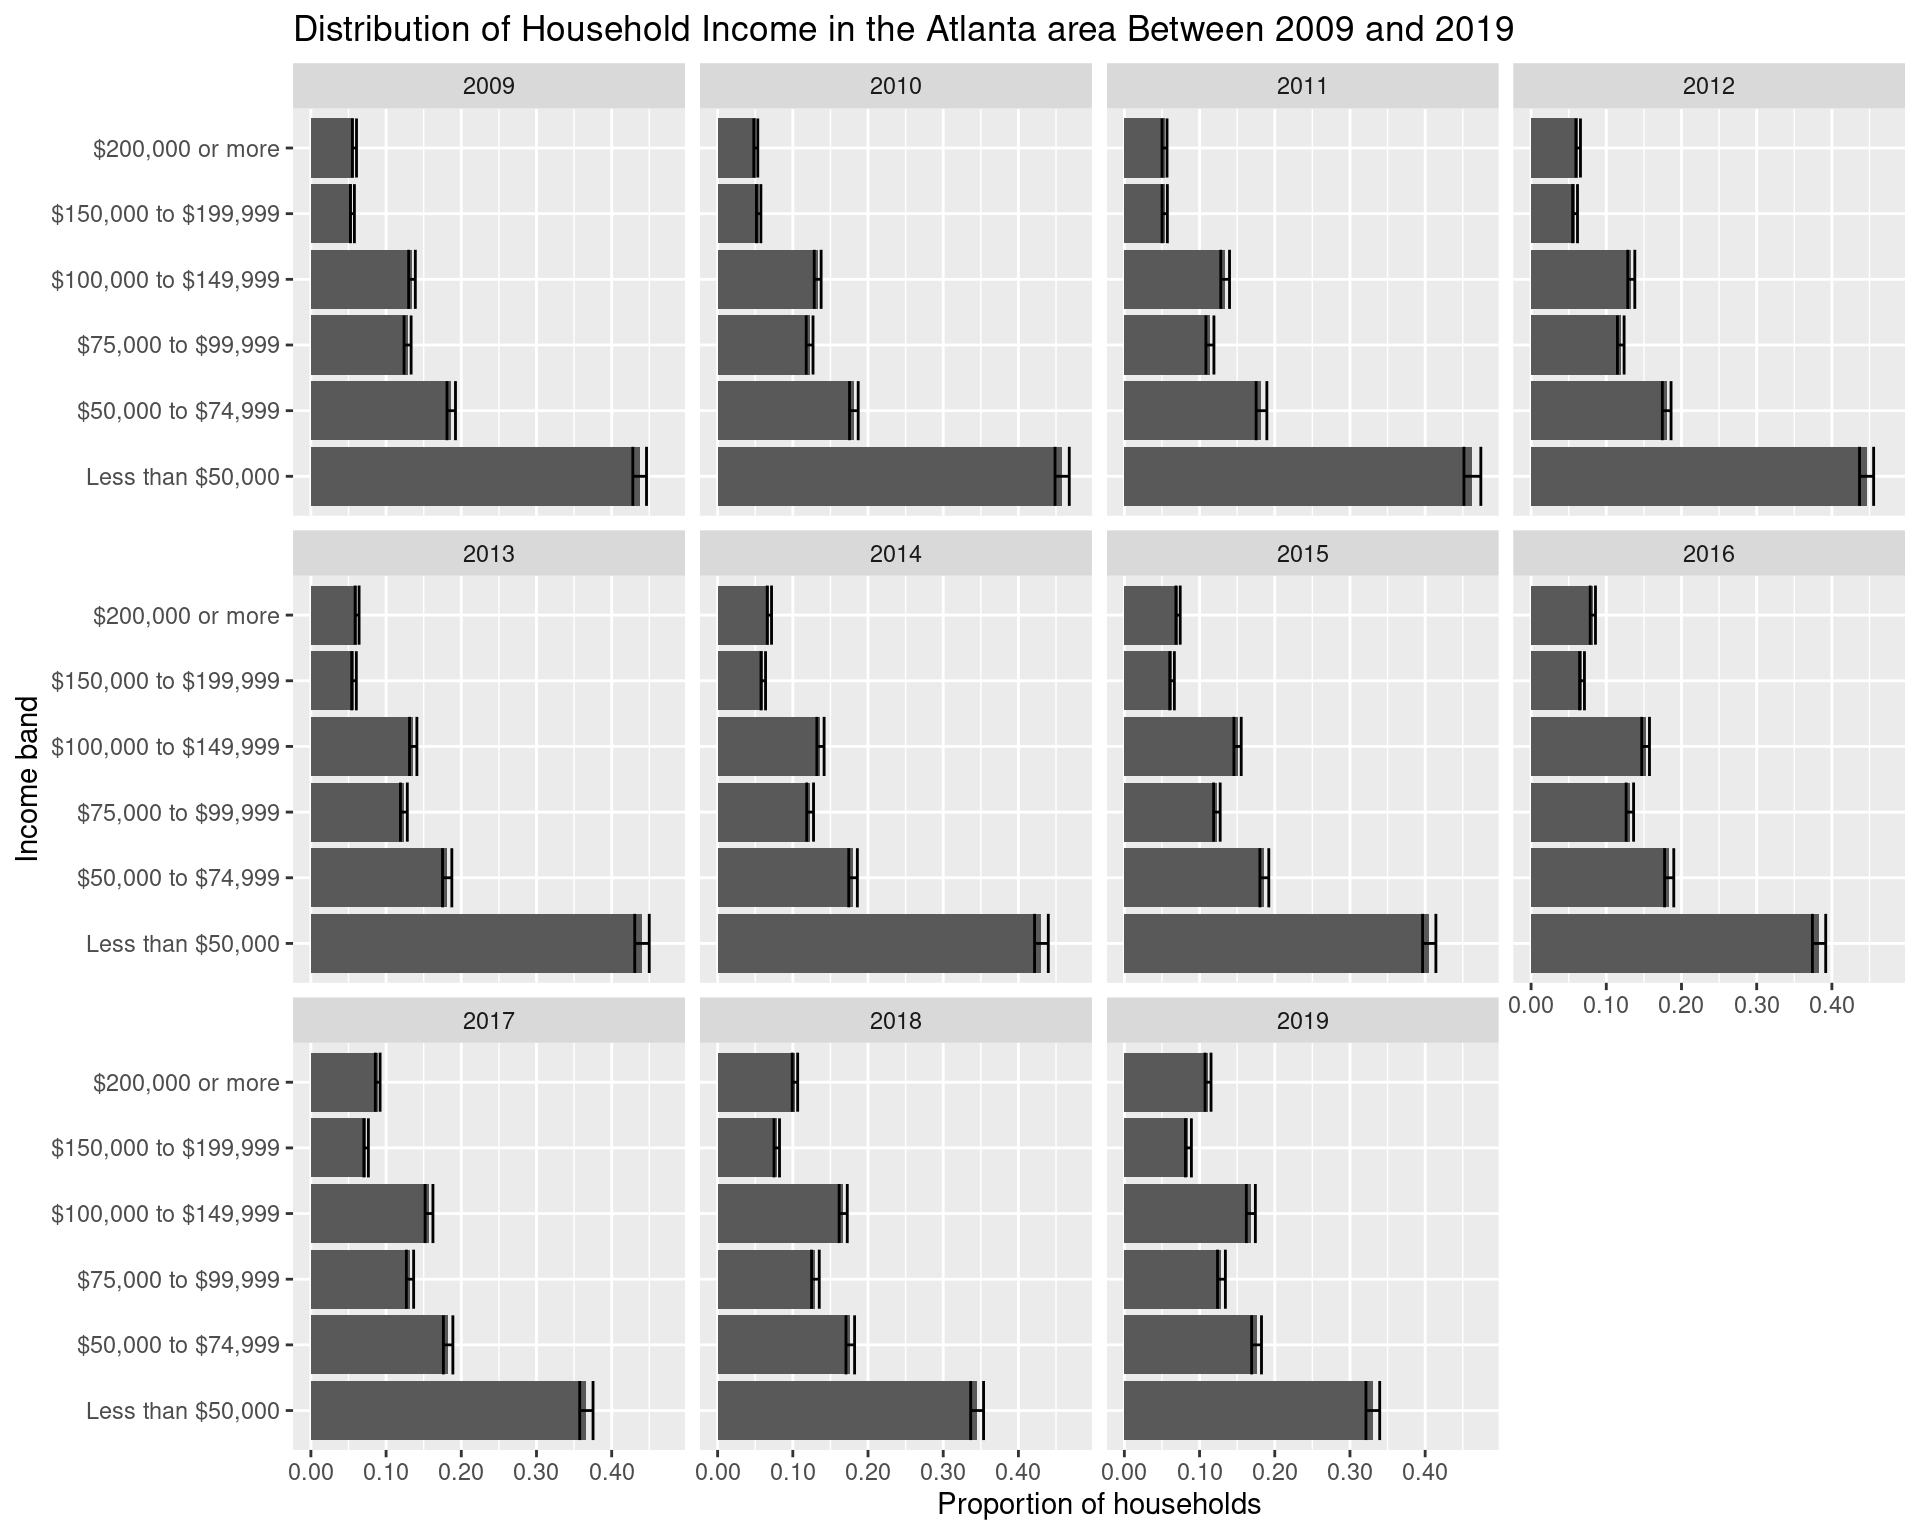 Distribution of Household Income in the Atlanta area Between 2009 and 2019
2009
2010
2011
2012
$200,000 or more
$150,000 to $199,999
$100,000 to $149,999
$75,000 to $99,999
$50,000 to $74,999
Less than $50,000
2013
2014
2015
2016
$200,000 or more
$150,000 to $199,999
$100,000 to $149,999
$75,000 to $99,999
$50,000 to $74,999
Less than $50,000
0.00 0.10 0.20 0.30 0.40
Income band
2017
2018
2019
$200,000 or more
$150,000 to $199,999
$100,000 to $149,999
$75,000 to $99,999
$50,000 to $74,999
Less than $50,000
0.00 0.10 0.20 0.30 0.40
0.00 0.10 0.20 0.30 0.40
0.00 0.10 0.20 0.30 0.40
Proportion of households